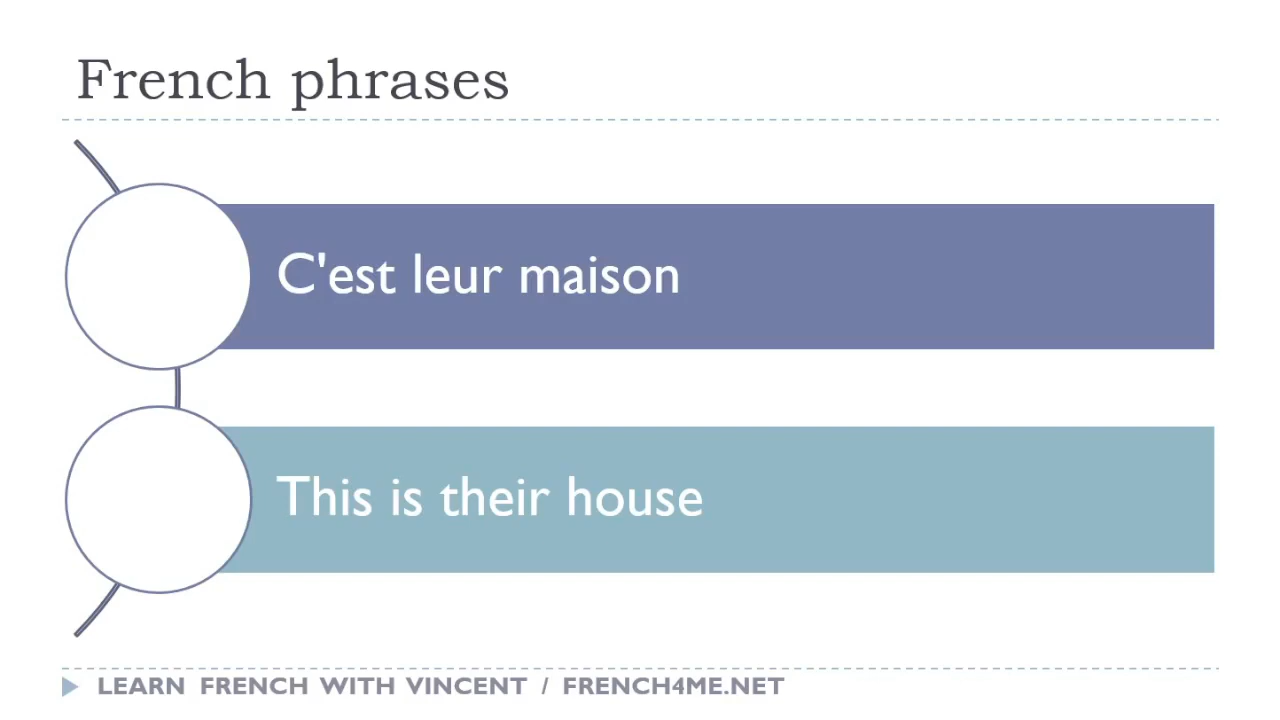 French phrases
C'est leur maison
This is their house
LEARN FRENCH WITH VINCENT / FRENCH4ME.NET